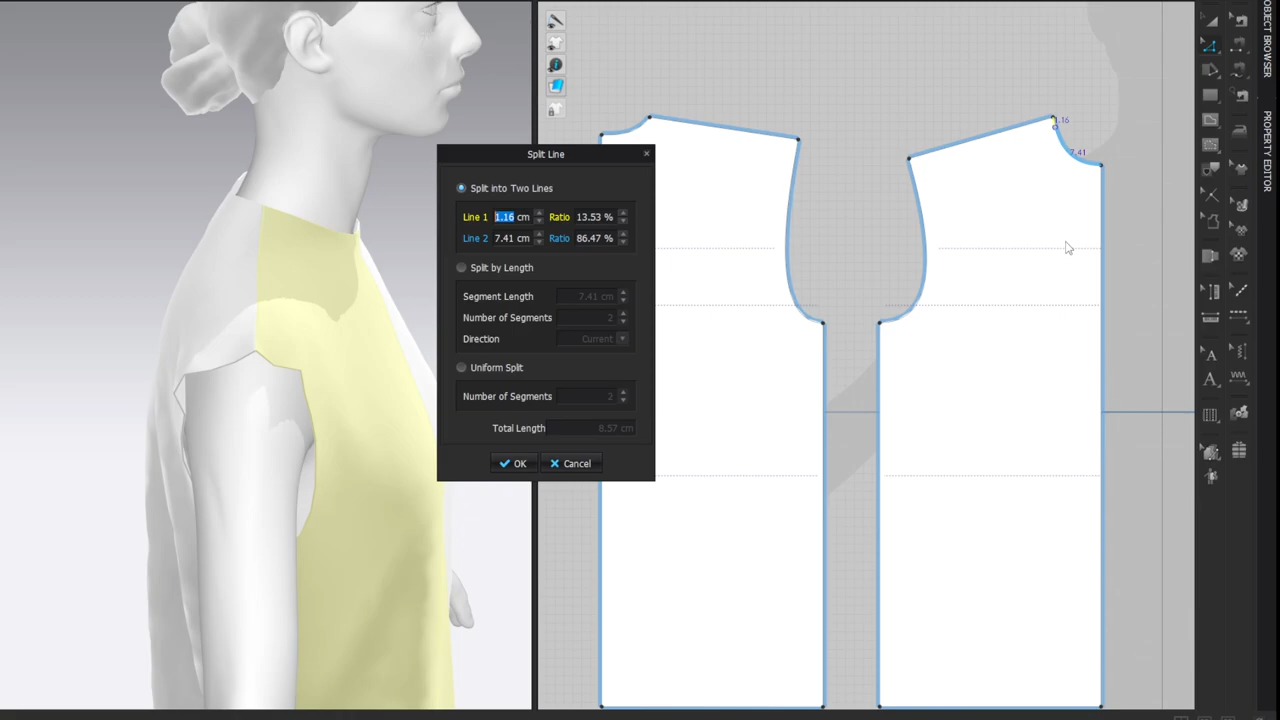 Split Line
Split into Two Lines
Line 1 1.16 cm Ratio 13.53 %
Line 2 7.41 cm Ratio 86.47 %
Split by Length
Segment Length 7.41 cm
Number of Segments 2
Direction Current
Uniform Split
Number of Segments 2
Total Length 8.57 cm
OK Cancel
1.16
7.41
OBJECT BROWSER
PROPERTY EDITOR